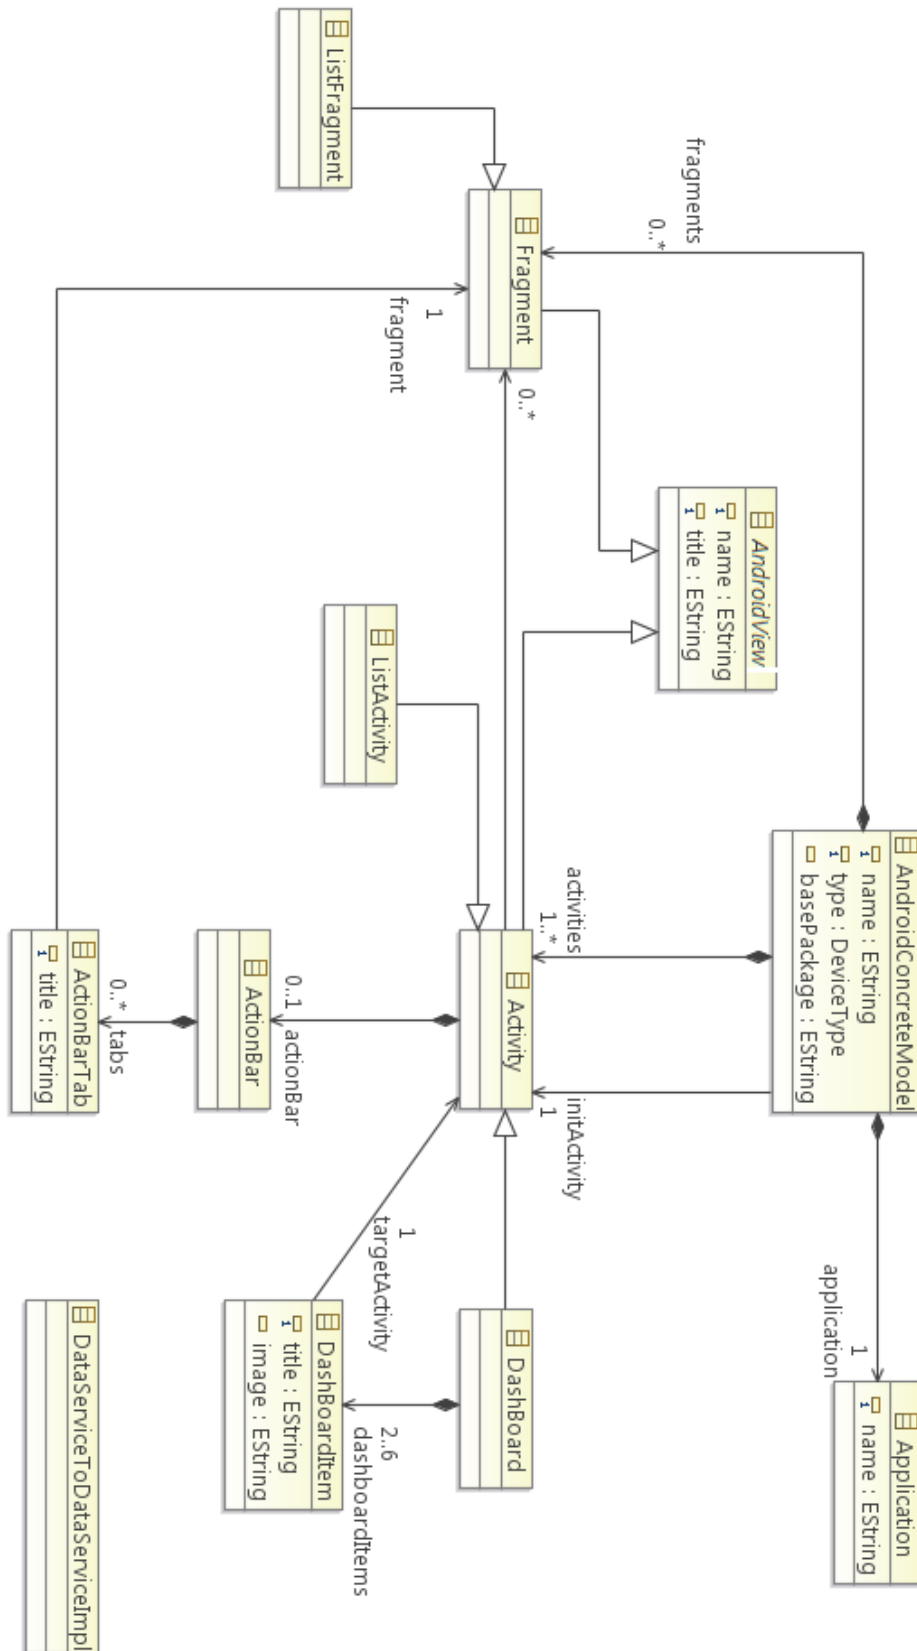 AndroidConcreteModel
name : EString
type : DeviceType
basePackage : EString
Application
name : EString
1
application
fragments
0..*
AndroidView
name : EString
title : EString
activities
1..*
initActivity
1
Fragment
0..*
1
fragment
ListFragment
Activity
DashBoard
ListActivity
0..1
actionBar
1
targetActivity
2..6
dashboardItems
ActionBar
DashBoardItem
title : EString
image : EString
0..*
tabs
ActionBarTab
title : EString
DataServiceToDataServiceImpl